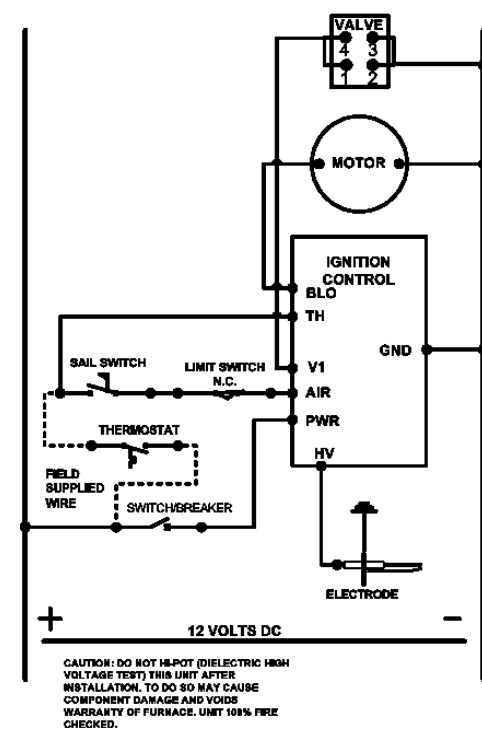 VALVE
4 3
1 2
MOTOR
IGNITION
CONTROL
BLO
TH
GND
SAIL SWITCH
LIMIT SWITCH
N.C.
V1
AIR
PWR
THERMOSTAT
HV
FIELD
SUPPLIED
WIRE
SWITCH/BREAKER
ELECTRODE
+ −
12 VOLTS DC
CAUTION: DO NOT HI-POT (DIELECTRIC HIGH
VOLTAGE TEST) THIS UNIT AFTER
INSTALLATION. TO DO SO MAY CAUSE
COMPONENT DAMAGE AND VOIDS
WARRANTY OF FURNACE. UNIT 100% FIRE
CHECKED.